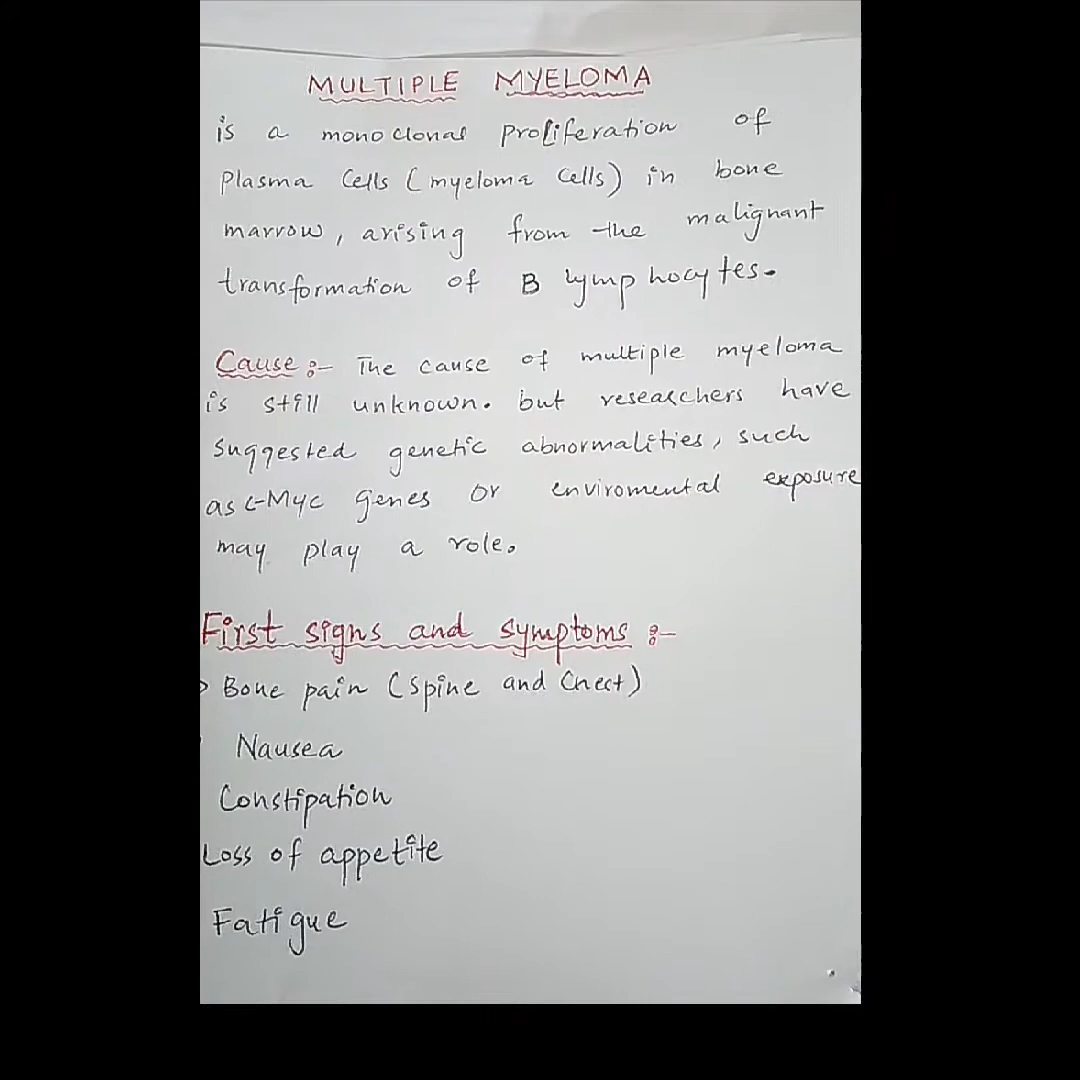 MULTIPLE MYELOMA
is a monoclonal proliferation of
Plasma Cells (myeloma Cells) in bone
marrow, arising from the malignant
transformation of B lymphocytes.
Cause :- The cause of multiple myeloma
is still unknown. but researchers have
suggested genetic abnormalities, such
as c-Myc genes or enviromental exposure
may play a role.
First signs and symptoms :-
Bone pain (Spine and Chest)
Nausea
Constipation
Loss of appetite
Fatigue